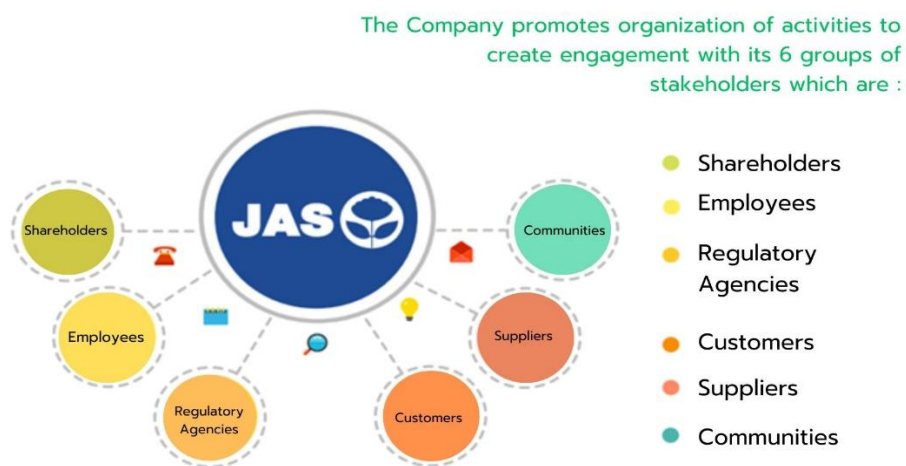 The Company promotes organization of activities to
create engagement with its 6 groups of
stakeholders which are :
JAS
Shareholders
Employees
Regulatory
Agencies
Customers
Suppliers
Communities
Shareholders
Employees
Regulatory
Agencies
Customers
Suppliers
Communities